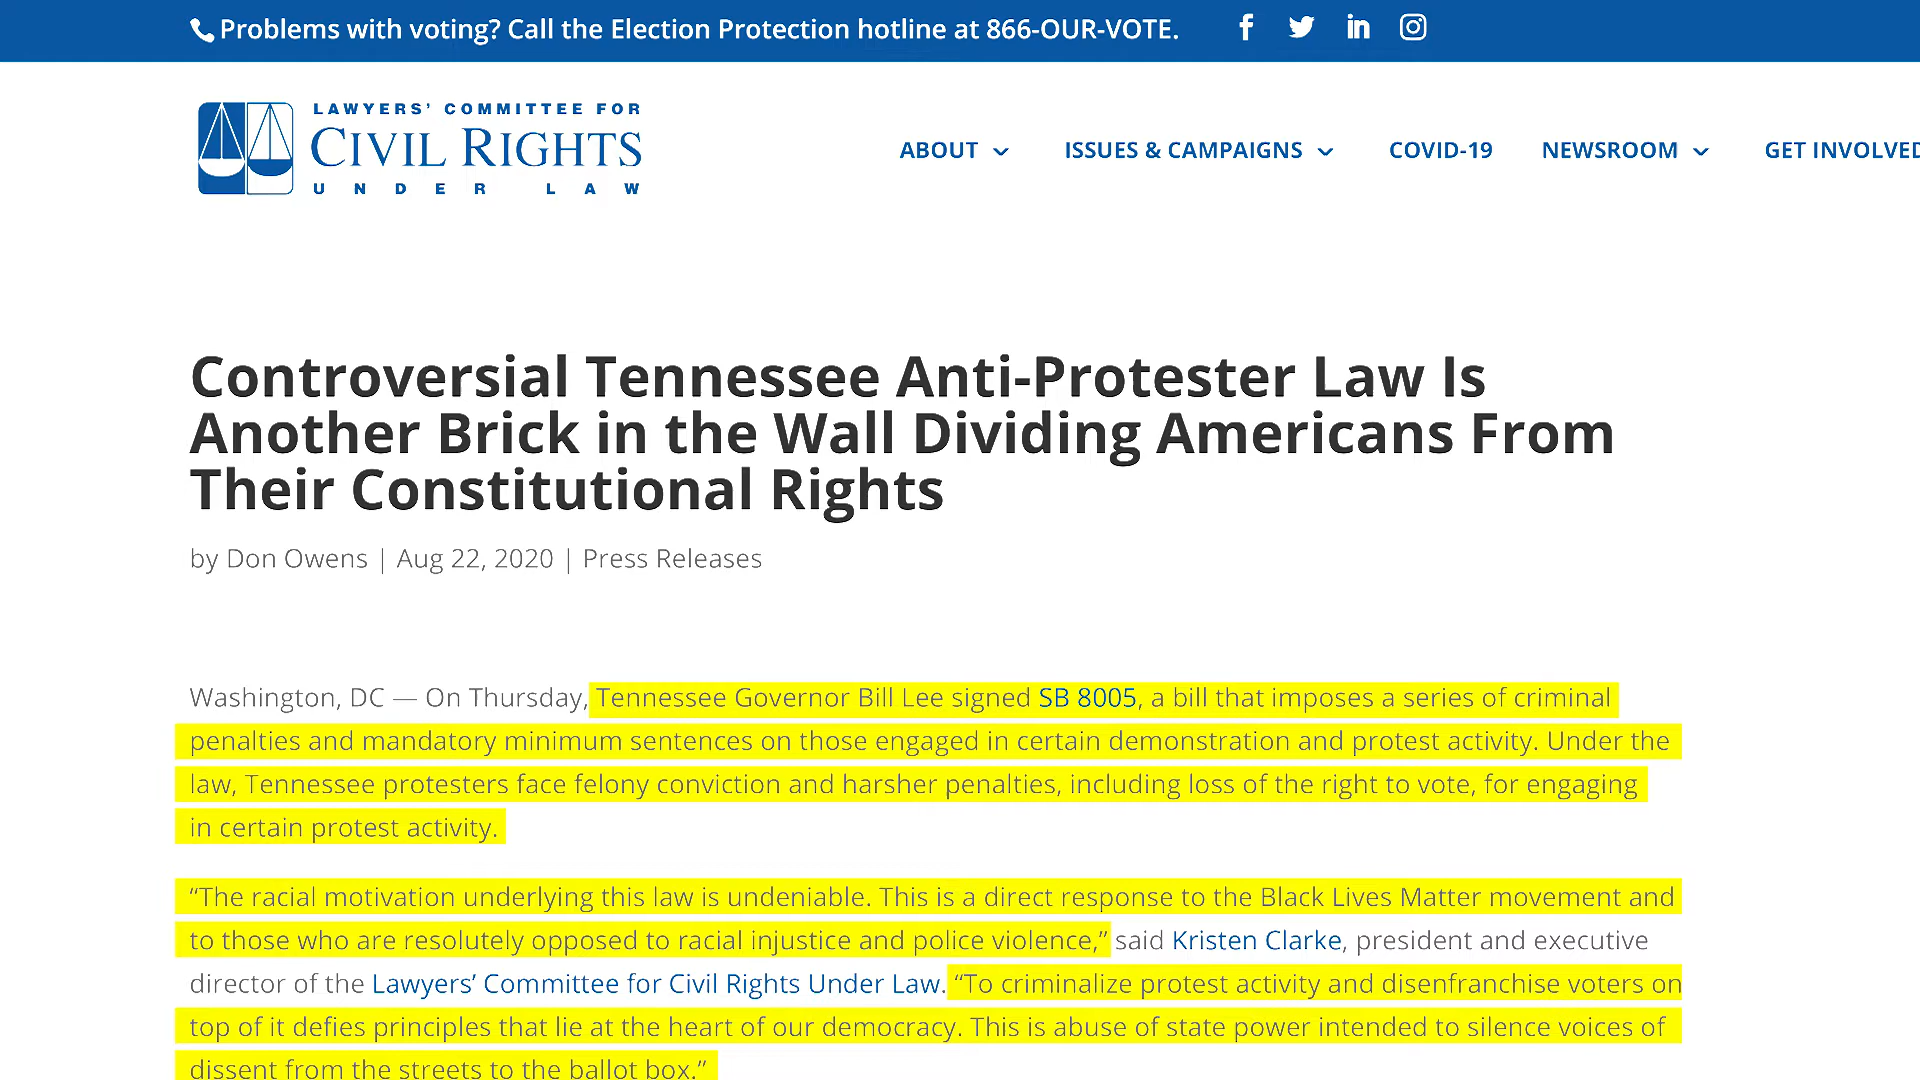 Problems with voting? Call the Election Protection hotline at 866-OUR-VOTE.
LAWYERS' COMMITTEE FOR
CIVIL RIGHTS
UNDER LAW
ABOUT ISSUES & CAMPAIGNS COVID-19 NEWSROOM GET INVOLVED
Controversial Tennessee Anti-Protester Law Is
Another Brick in the Wall Dividing Americans From
Their Constitutional Rights
by Don Owens | Aug 22, 2020 | Press Releases
Washington, DC — On Thursday, Tennessee Governor Bill Lee signed SB 8005, a bill that imposes a series of criminal
penalties and mandatory minimum sentences on those engaged in certain demonstration and protest activity. Under the
law, Tennessee protesters face felony conviction and harsher penalties, including loss of the right to vote, for engaging
in certain protest activity.
“The racial motivation underlying this law is undeniable. This is a direct response to the Black Lives Matter movement and
to those who are resolutely opposed to racial injustice and police violence,” said Kristen Clarke, president and executive
director of the Lawyers’ Committee for Civil Rights Under Law. “To criminalize protest activity and disenfranchise voters on
top of it defies principles that lie at the heart of our democracy. This is abuse of state power intended to silence voices of
dissent from the streets to the ballot box.”